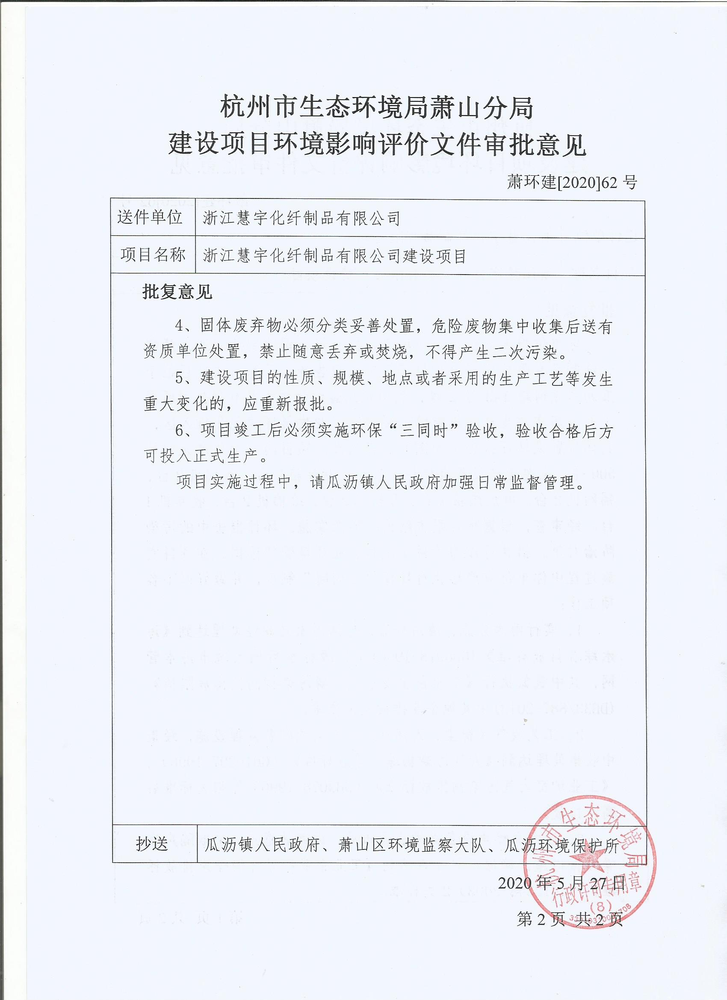 杭州市生态环境局萧山分局
建设项目环境影响评价文件审批意见
萧环建[2020]62 号
送件单位 浙江慧宇化纤制品有限公司
项目名称 浙江慧宇化纤制品有限公司建设项目
批复意见
4、固体废弃物必须分类妥善处置，危险废物集中收集后送有
资质单位处置，禁止随意丢弃或焚烧，不得产生二次污染。
5、建设项目的性质、规模、地点或者采用的生产工艺等发生
重大变化的，应重新报批。
6、项目竣工后必须实施环保“三同时”验收，验收合格后方
可投入正式生产。
项目实施过程中，请瓜沥镇人民政府加强日常监督管理。
抄送 瓜沥镇人民政府、萧山区环境监察大队、瓜沥环境保护所
杭州市生态环境局
2020 年 5 月 27 日
行政许可专用章
(8)
第 2 页 共 2 页